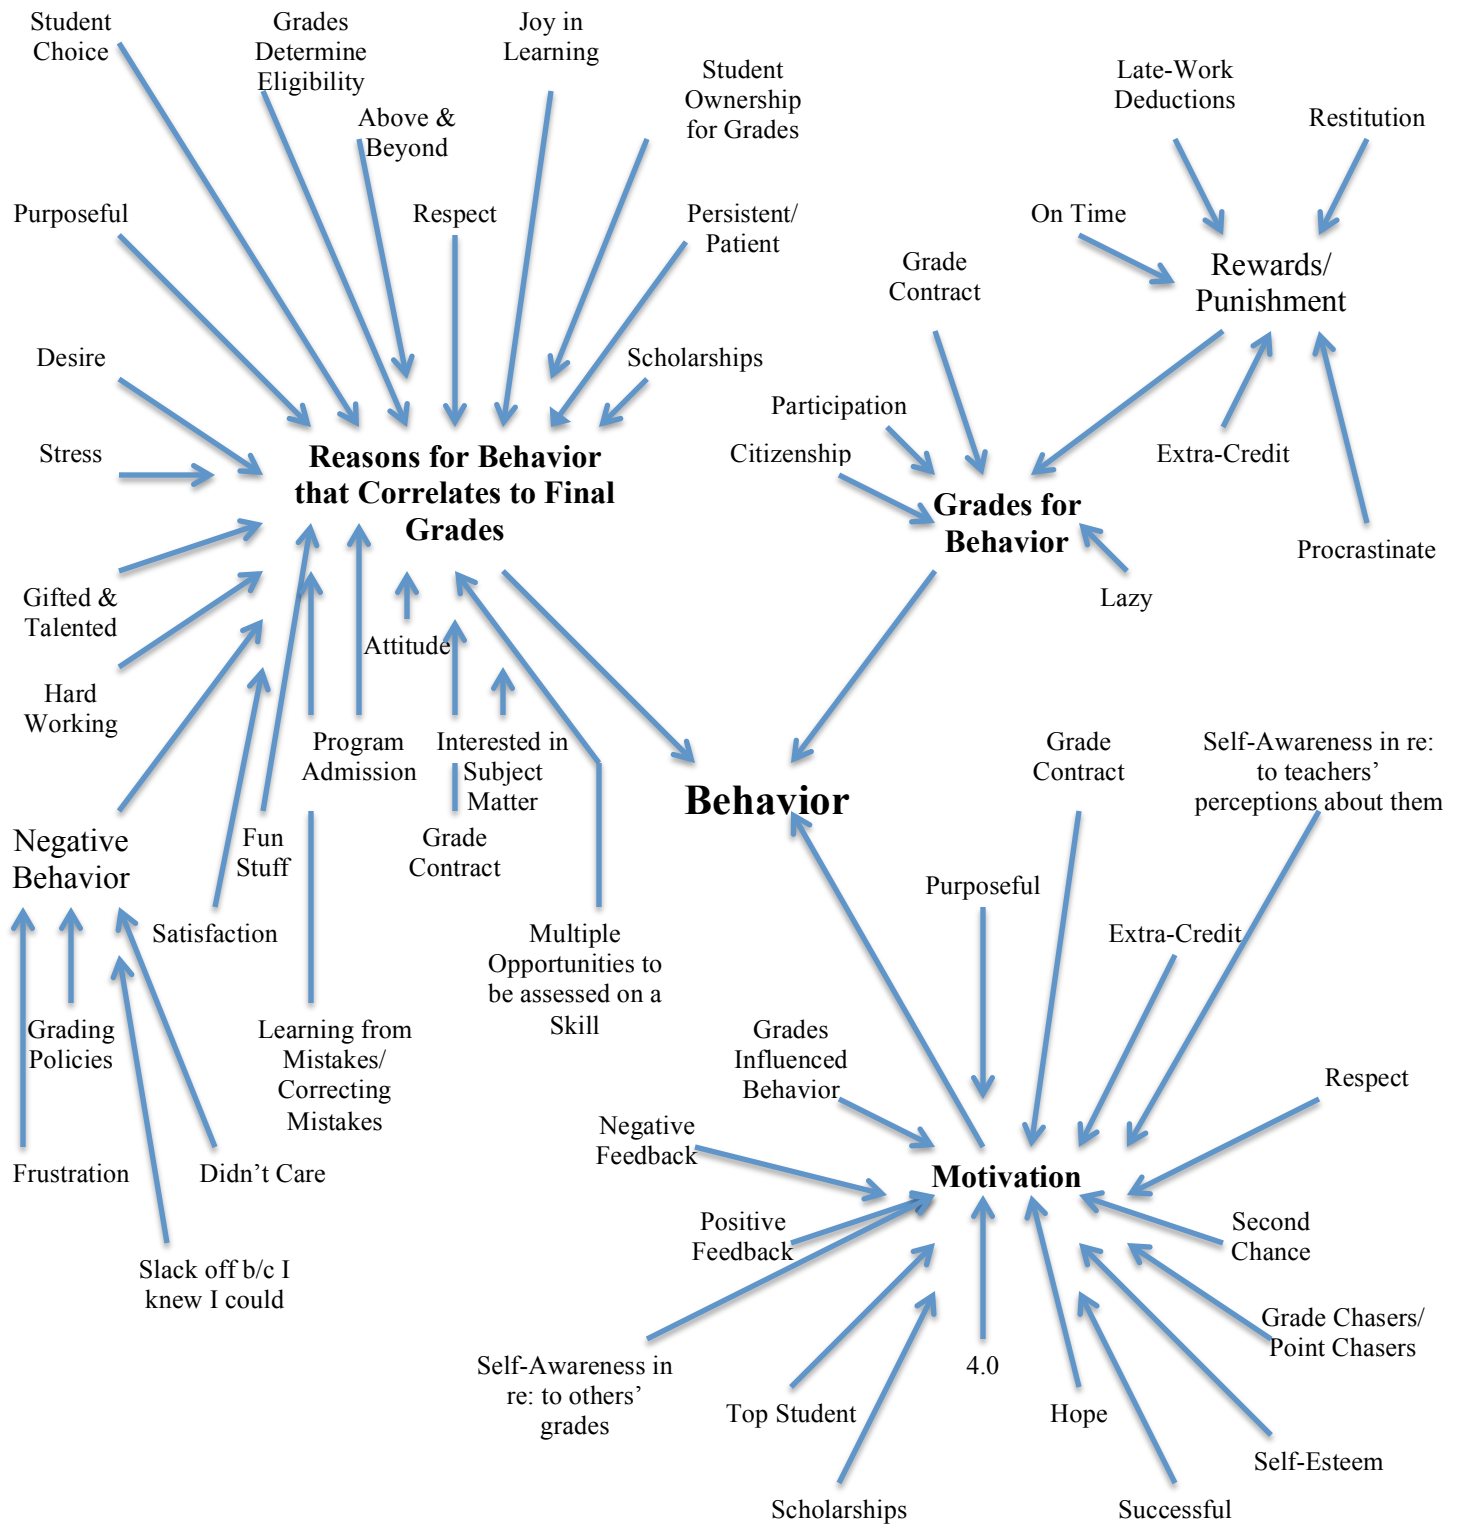 Student
Choice
Grades
Determine
Eligibility
Joy in
Learning
Student
Ownership
for Grades
Above &
Beyond
Late-Work
Deductions
Restitution
Purposeful
Respect
Persistent/
Patient
On Time
Grade
Contract
Rewards/
Punishment
Desire
Scholarships
Participation
Citizenship
Extra-Credit
Stress
Reasons for Behavior
that Correlates to Final
Grades
Grades for
Behavior
Procrastinate
Lazy
Gifted &
Talented
Attitude
Hard
Working
Program
Admission
Interested in
Subject
Matter
Grade
Contract
Self-Awareness in re:
to teachers’
perceptions about them
Behavior
Negative
Behavior
Fun
Stuff
Grade
Contract
Purposeful
Extra-Credit
Satisfaction
Multiple
Opportunities to
be assessed on a
Skill
Grading
Policies
Learning from
Mistakes/
Correcting
Mistakes
Grades
Influenced
Behavior
Respect
Negative
Feedback
Frustration
Didn’t Care
Motivation
Positive
Feedback
Second
Chance
Slack off b/c I
knew I could
Grade Chasers/
Point Chasers
Self-Awareness in
re: to others’
grades
4.0
Top Student
Hope
Self-Esteem
Scholarships
Successful